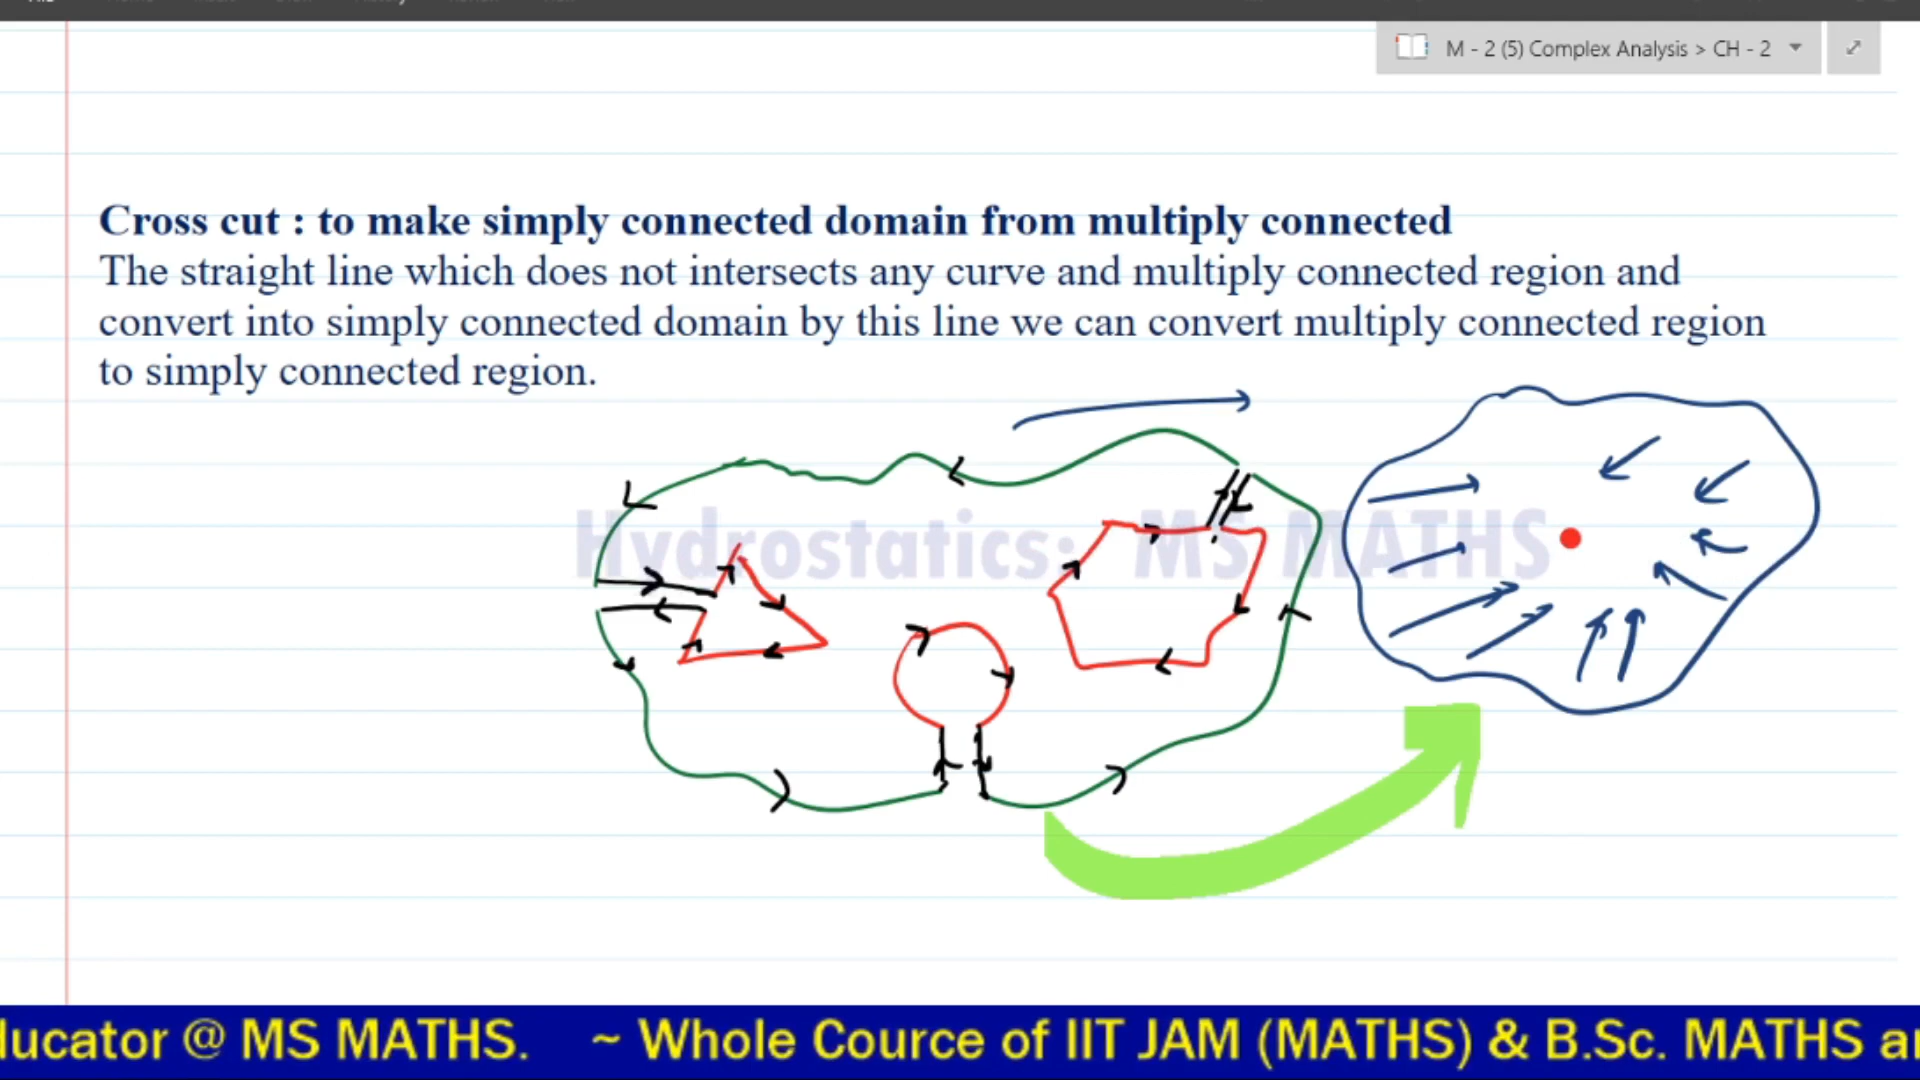 M - 2 (5) Complex Analysis > CH - 2
Cross cut : to make simply connected domain from multiply connected
The straight line which does not intersects any curve and multiply connected region and
convert into simply connected domain by this line we can convert multiply connected region
to simply connected region.
Hydrostatics: MS MATHS
ducator @ MS MATHS. ~ Whole Cource of IIT JAM (MATHS) & B.Sc. MATHS